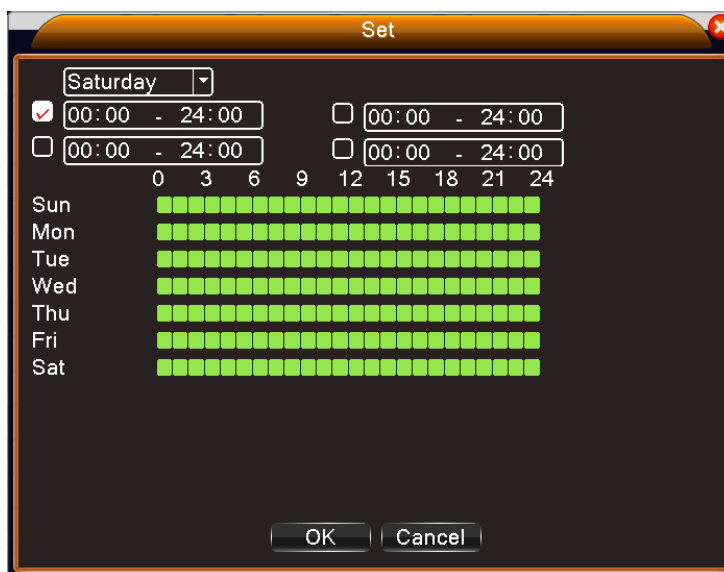 Set
Saturday
00:00 - 24:00 00:00 - 24:00
00:00 - 24:00 00:00 - 24:00
0 3 6 9 12 15 18 21 24
Sun
Mon
Tue
Wed
Thu
Fri
Sat
OK Cancel